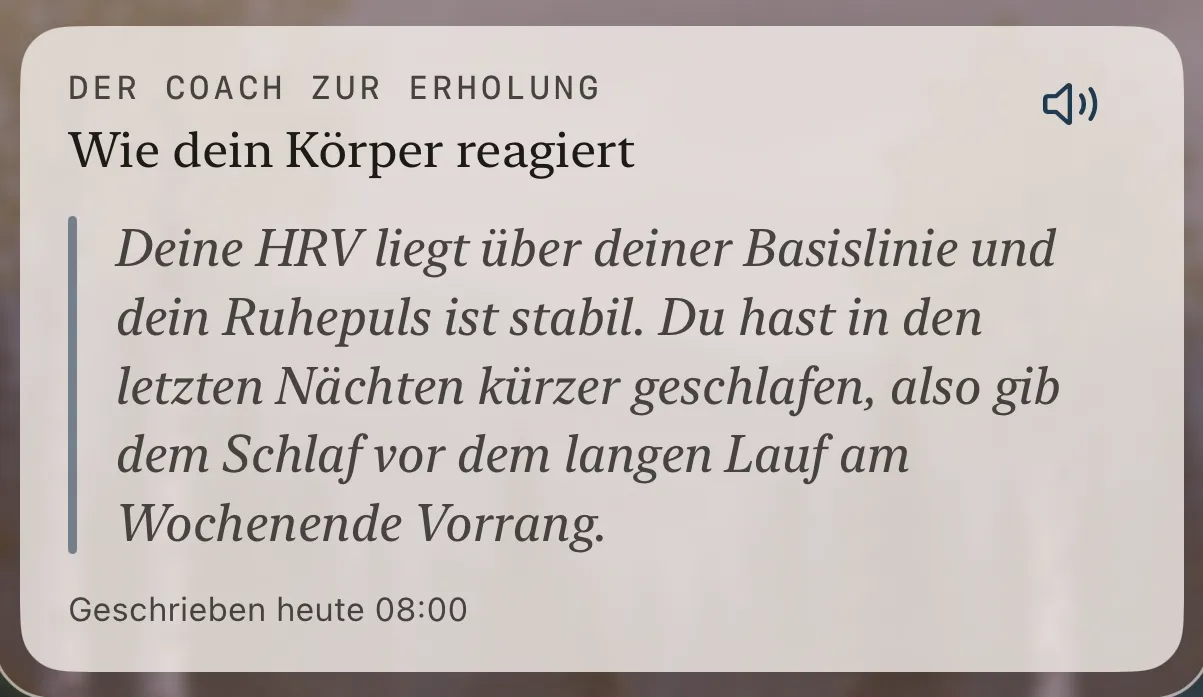 DER COACH ZUR ERHOLUNG
Wie dein Körper reagiert
Deine HRV liegt über deiner Basislinie und
dein Ruhepuls ist stabil. Du hast in den
letzten Nächten kürzer geschlafen, also gib
dem Schlaf vor dem langen Lauf am
Wochenende Vorrang.
Geschrieben heute 08:00